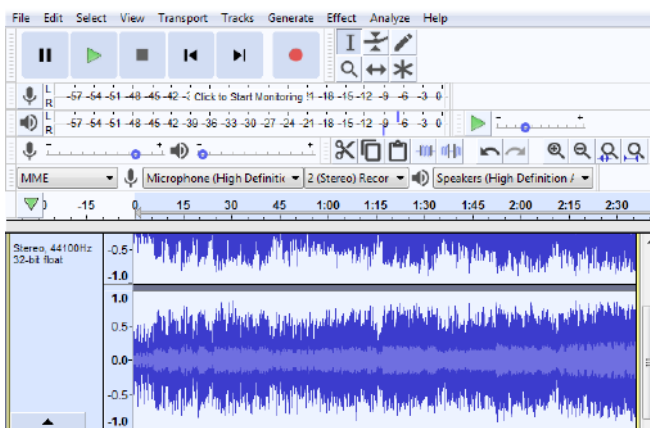 File Edit Select View Transport Tracks Generate Effect Analyze Help
L
R
-57 -54 -51 -48 -45 -42 -3 Click to Start Monitoring !1 -18 -15 -12 -9 -6 -3 0
L
R
-57 -54 -51 -48 -45 -42 -39 -36 -33 -30 -27 -24 -21 -18 -15 -12 -9 -6 -3 0
- +
- +
- +
MME Microphone (High Definitic 2 (Stereo) Recor Speakers (High Definition /
-15 0 15 30 45 1:00 1:15 1:30 1:45 2:00 2:15 2:30
Stereo, 44100Hz
32-bit float
-0.5
-1.0
1.0
0.5
0.0
-0.5
-1.0